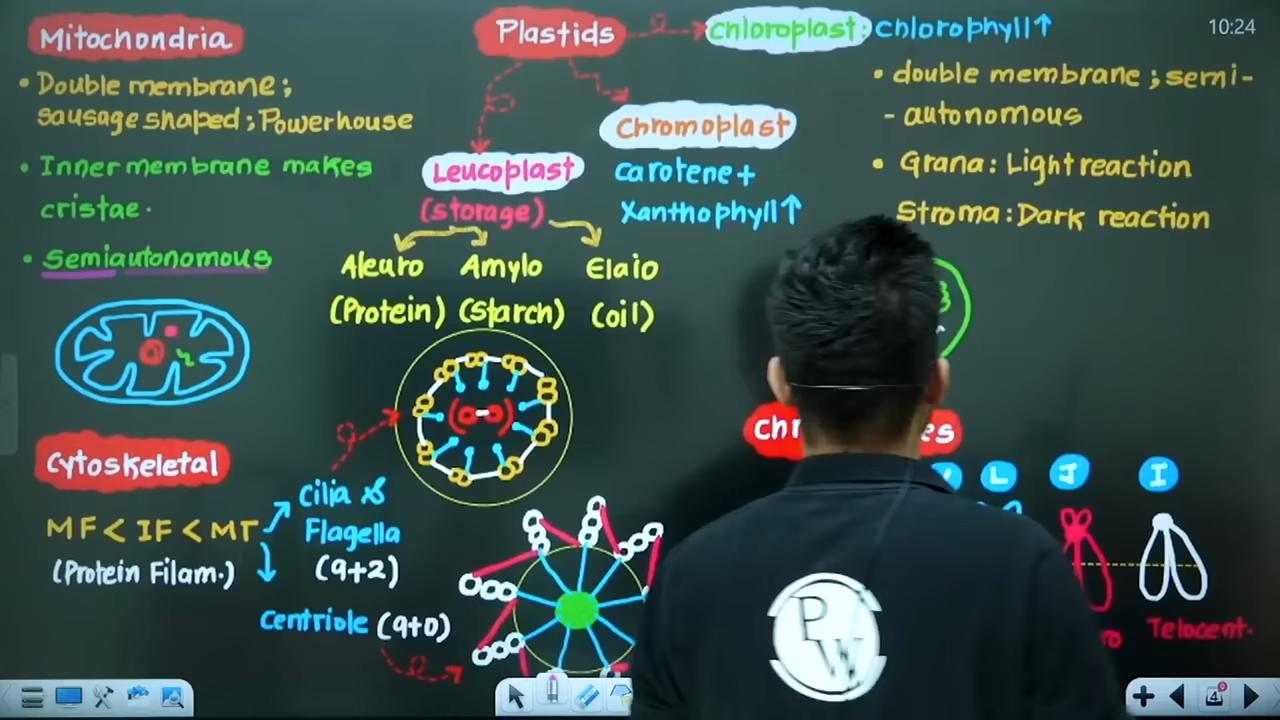 Mitochondria
• Double membrane;
sausage shaped; Powerhouse
• Inner membrane makes
cristae.
• Semiautonomous
Plastids
chloroplast: chlorophyll↑
10:24
• double membrane; semi-
- autonomous
• Grana: Light reaction
Stroma: Dark reaction
Chromoplast
carotene+
Xanthophyll↑
Leucoplast
(storage)
Aleuro Amylo Elaio
(Protein) (Starch) (oil)
Cytoskeletal
MF < IF < MT
(Protein Filam.)
Cilia &
Flagella
(9+2)
Centriole (9+0)
L J I
Telocent.
PW
4